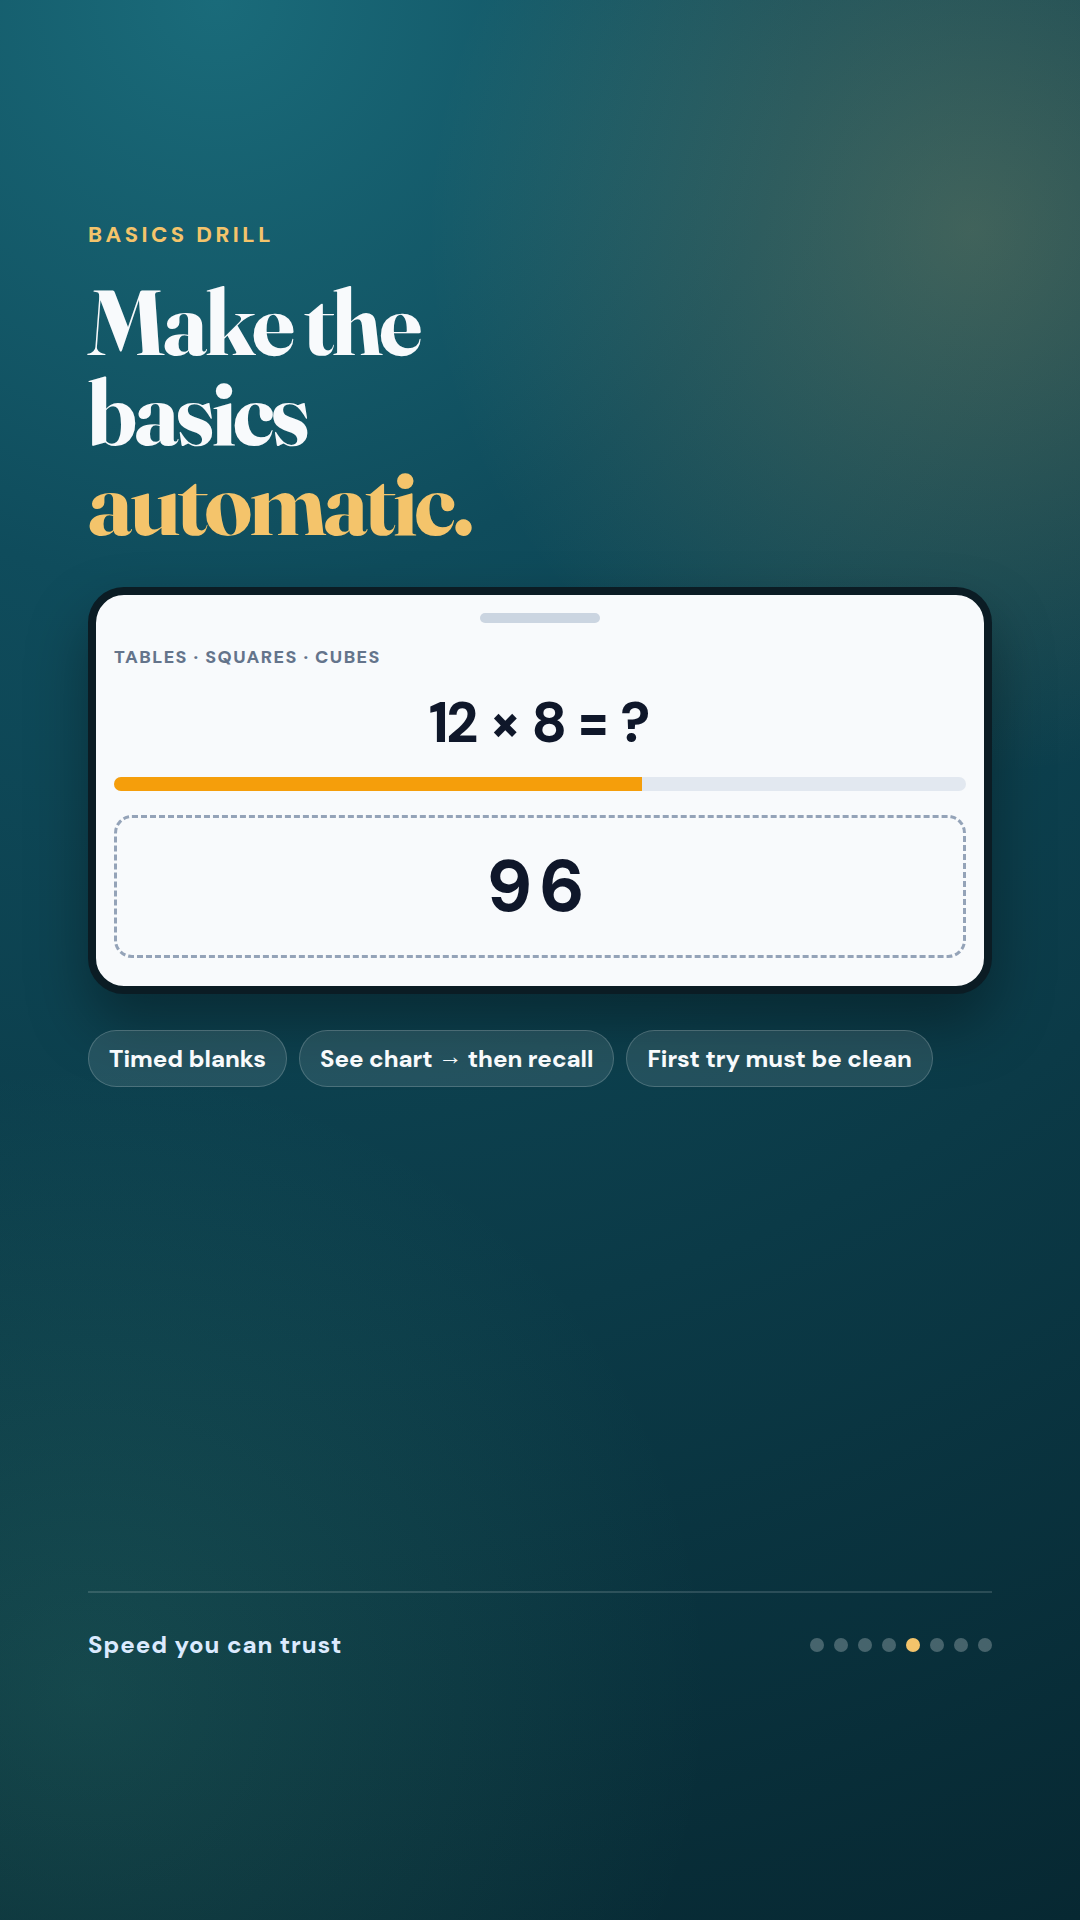 BASICS DRILL
Make the
basics
automatic.
TABLES · SQUARES · CUBES
12 × 8 = ?
96
Timed blanks
See chart → then recall
First try must be clean
Speed you can trust